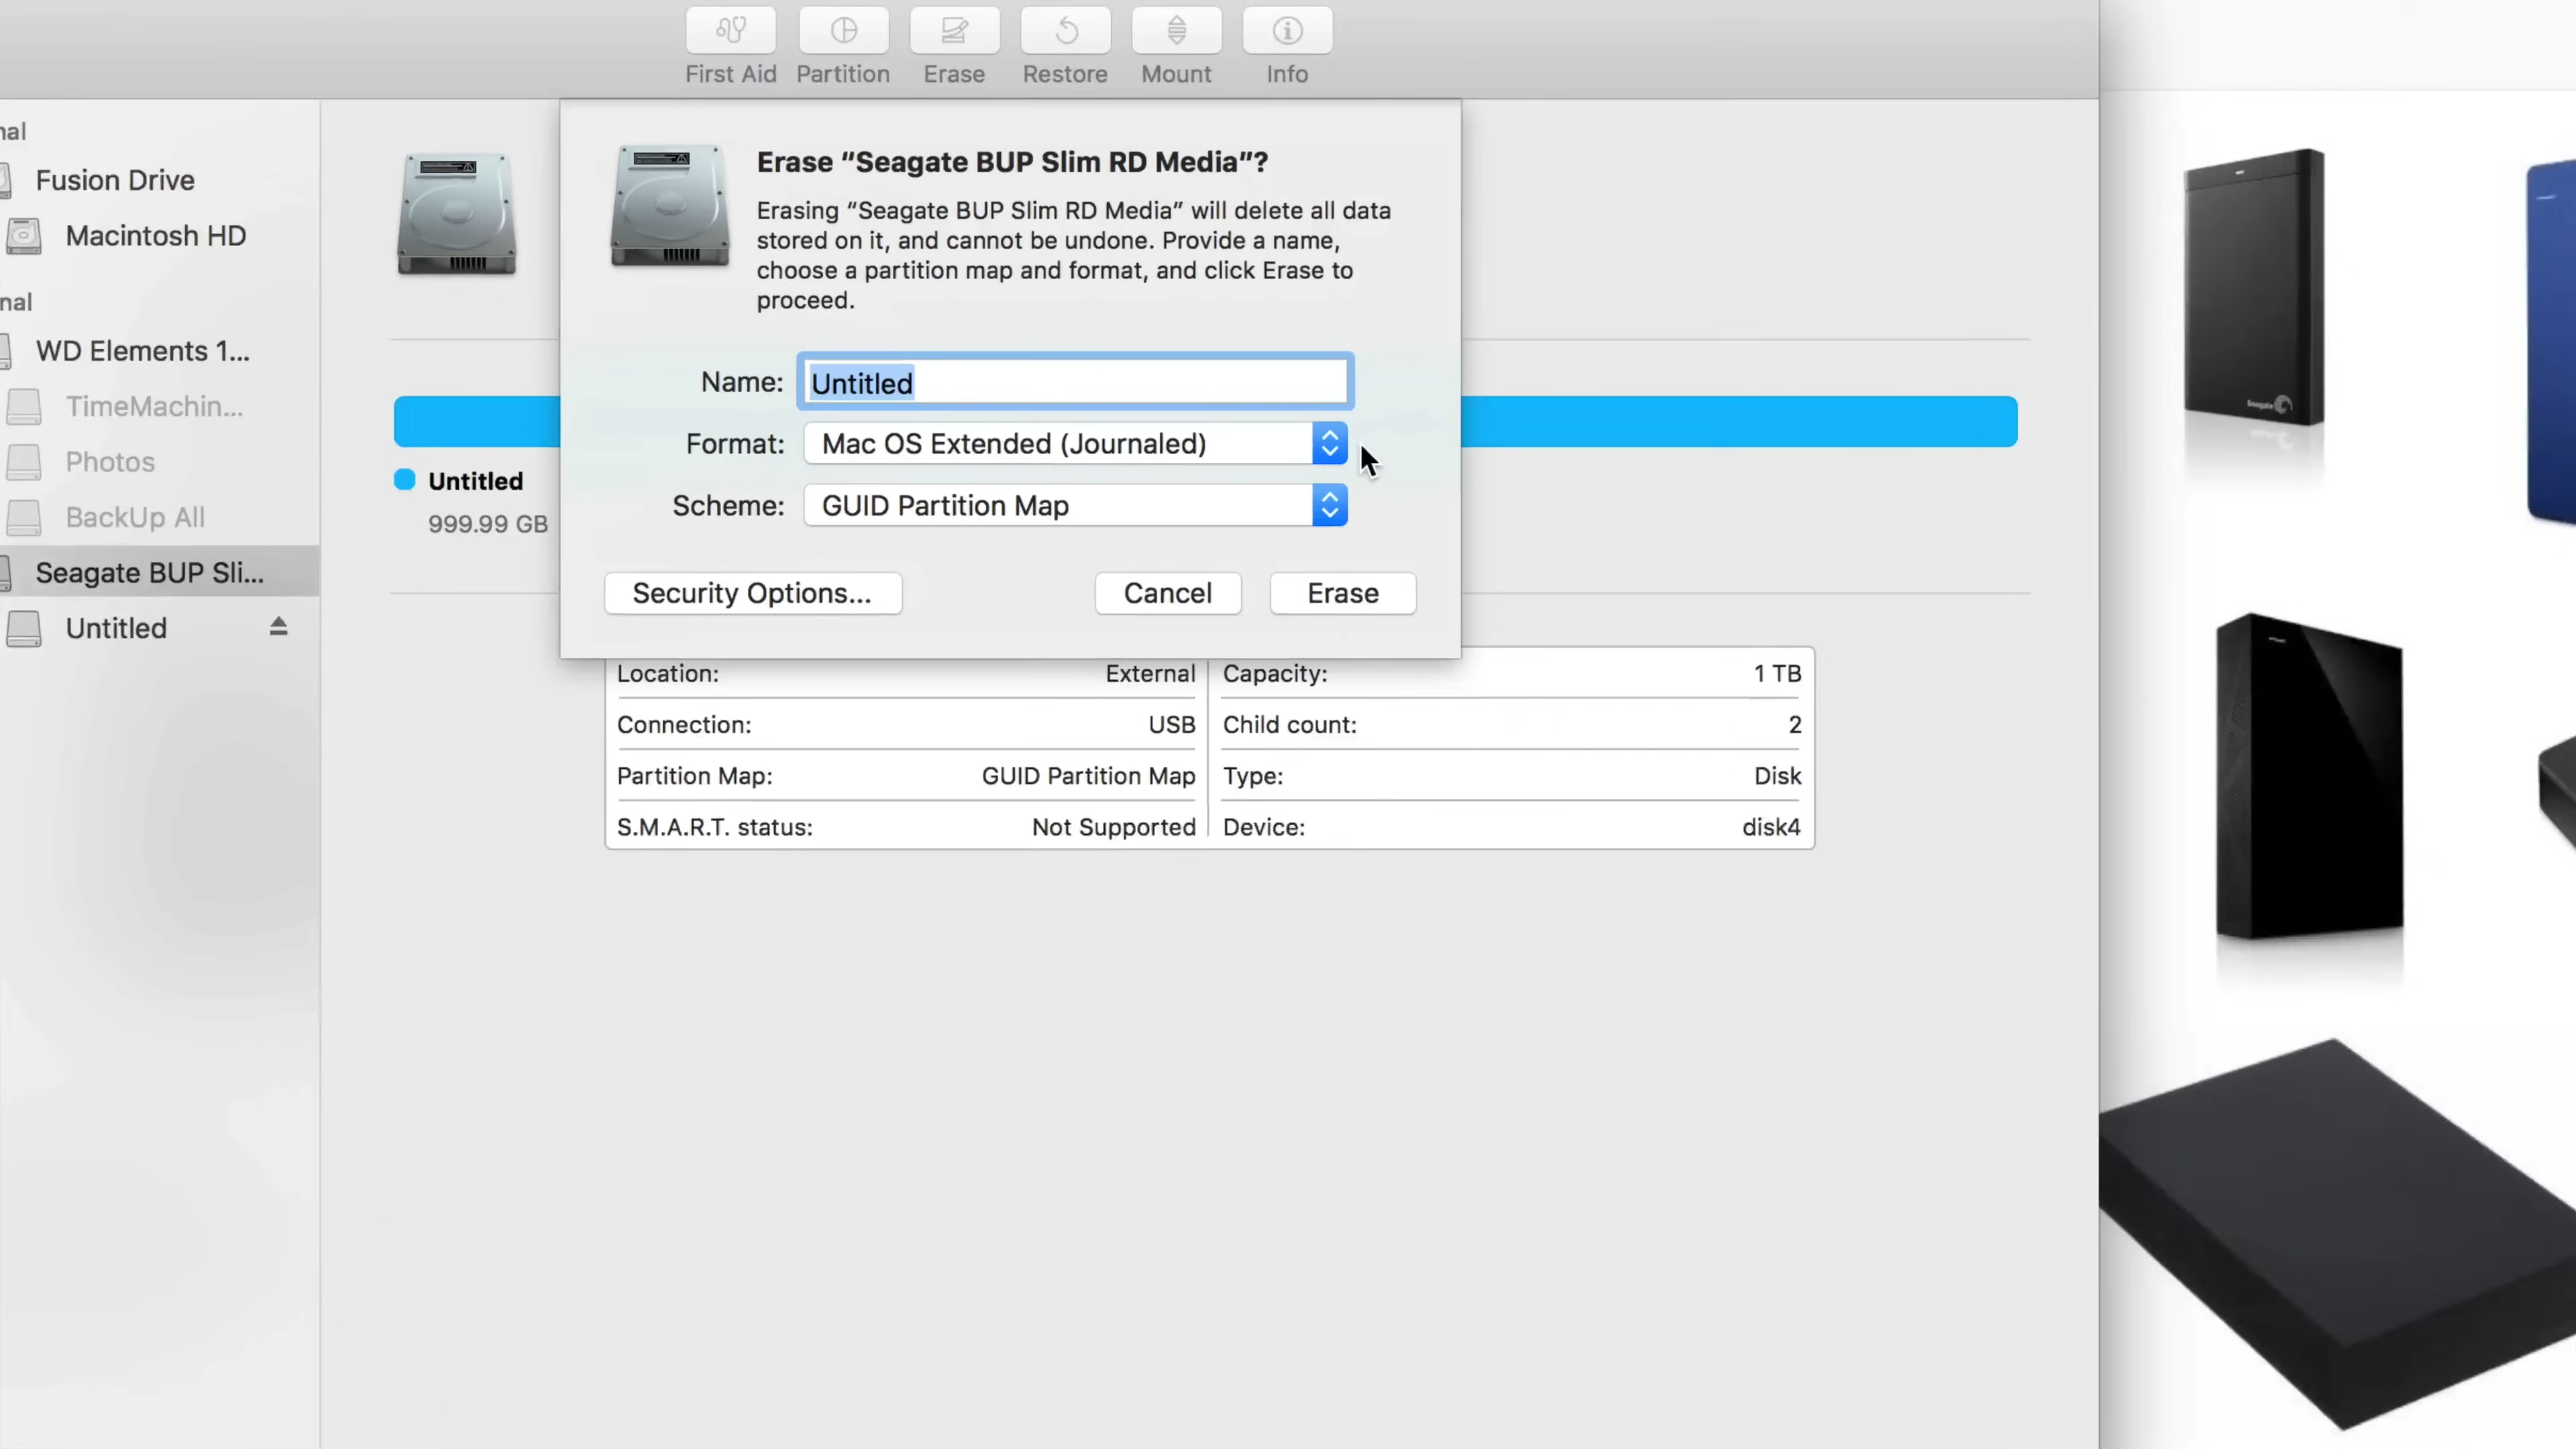 First Aid Partition Erase Restore Mount Info
nal
Fusion Drive
Macintosh HD
nal
WD Elements 1...
TimeMachin...
Photos
BackUp All
Seagate BUP Sli...
Untitled
Untitled
999.99 GB
Erase “Seagate BUP Slim RD Media”?
Erasing “Seagate BUP Slim RD Media” will delete all data
stored on it, and cannot be undone. Provide a name,
choose a partition map and format, and click Erase to
proceed.
Name: Untitled
Format: Mac OS Extended (Journaled)
Scheme: GUID Partition Map
Security Options... Cancel Erase
Location: External Capacity: 1 TB
Connection: USB Child count: 2
Partition Map: GUID Partition Map Type: Disk
S.M.A.R.T. status: Not Supported Device: disk4
Seagate